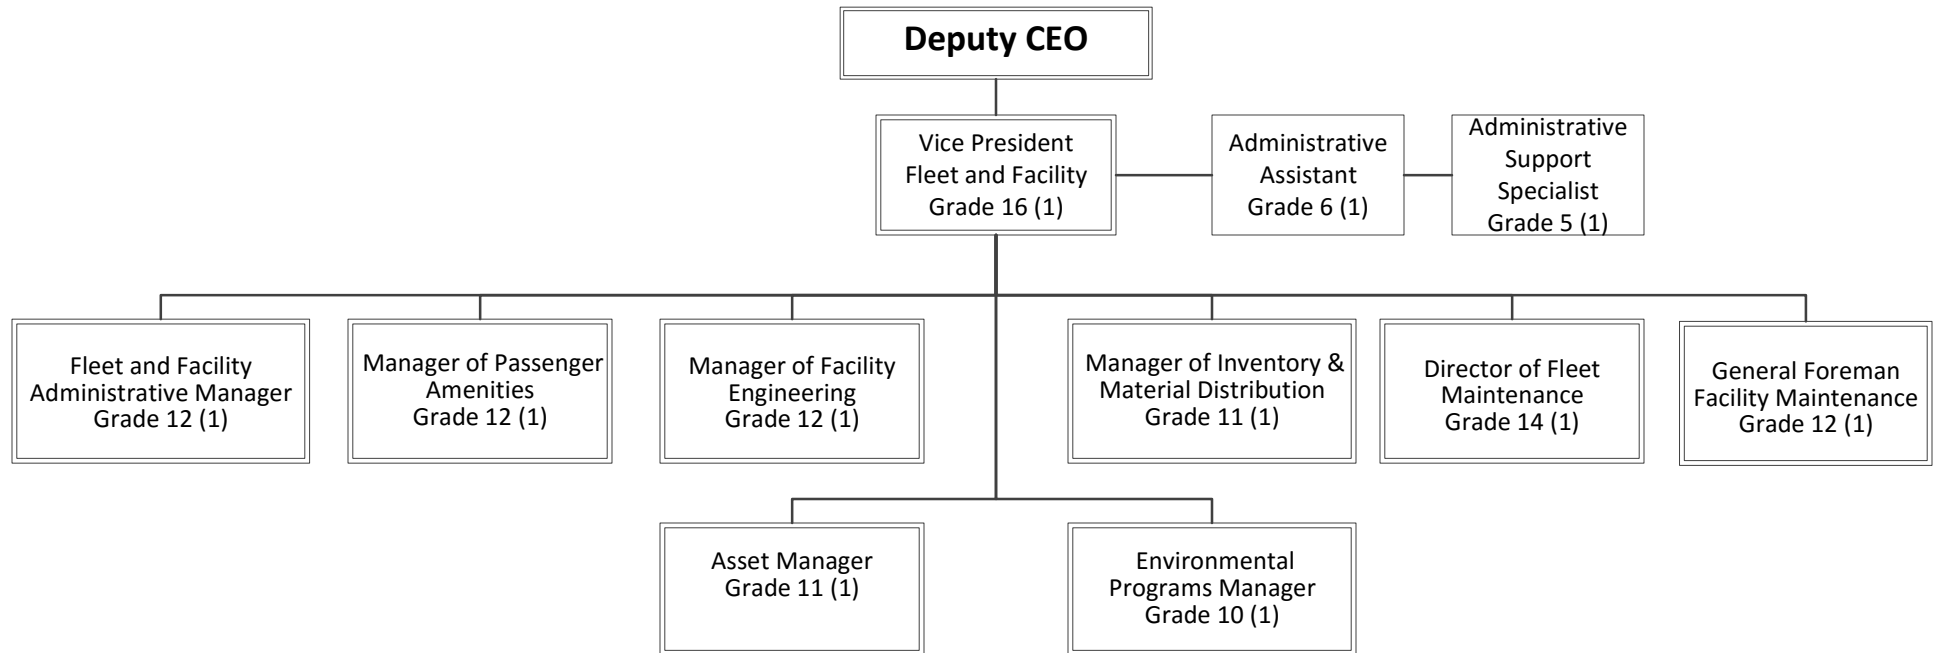 Deputy CEO
Vice President
Fleet and Facility
Grade 16 (1)
Administrative
Assistant
Grade 6 (1)
Administrative
Support
Specialist
Grade 5 (1)
Fleet and Facility
Administrative Manager
Grade 12 (1)
Manager of Passenger
Amenities
Grade 12 (1)
Manager of Facility
Engineering
Grade 12 (1)
Manager of Inventory &
Material Distribution
Grade 11 (1)
Director of Fleet
Maintenance
Grade 14 (1)
General Foreman
Facility Maintenance
Grade 12 (1)
Asset Manager
Grade 11 (1)
Environmental
Programs Manager
Grade 10 (1)